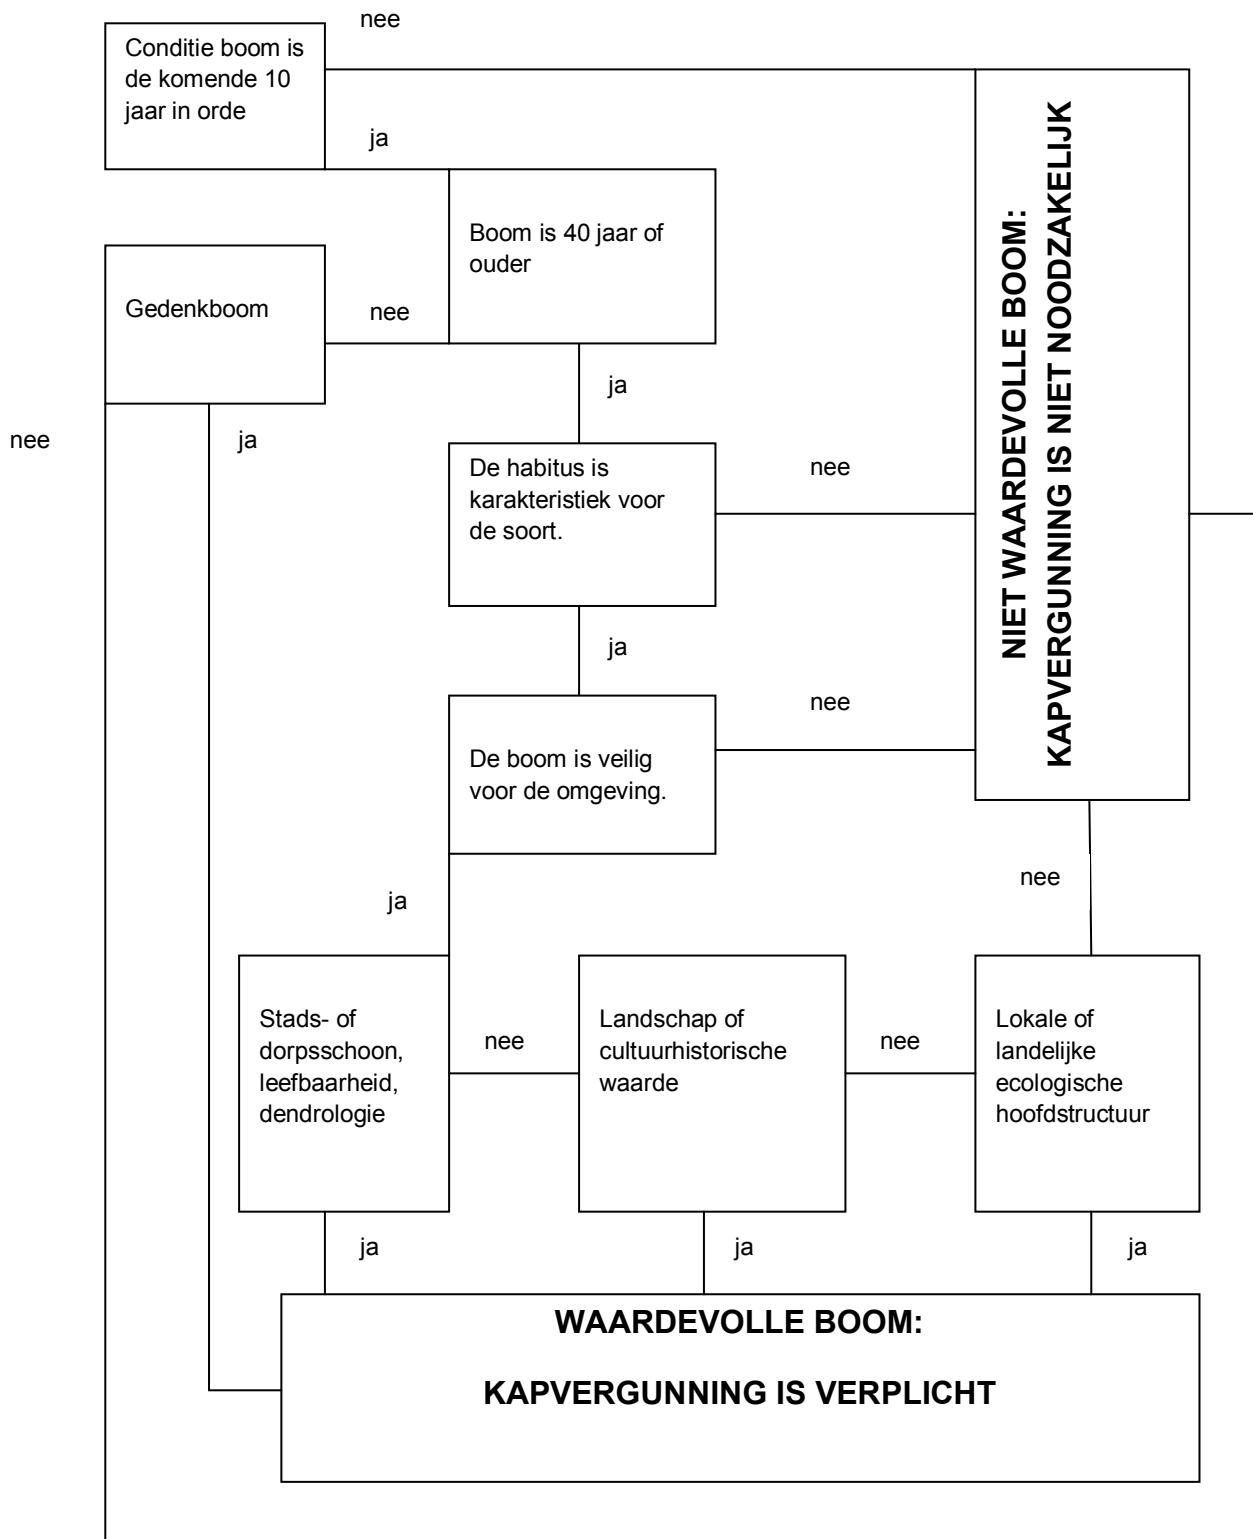 nee
Conditie boom is
de komende 10
jaar in orde
ja
Boom is 40 jaar of
ouder
Gedenkboom
nee
nee
ja
ja
De habitus is
karakteristiek voor
de soort.
nee
ja
De boom is veilig
voor de omgeving.
nee
NIET WAARDEVOLLE BOOM:
KAPVERGUNNING IS NIET NOODZAKELIJK
nee
ja
Stads- of
dorpsschoon,
leefbaarheid,
dendrologie
nee
Landschap of
cultuurhistorische
waarde
nee
Lokale of
landelijke
ecologische
hoofdstructuur
ja
ja
ja
WAARDEVOLLE BOOM:
KAPVERGUNNING IS VERPLICHT